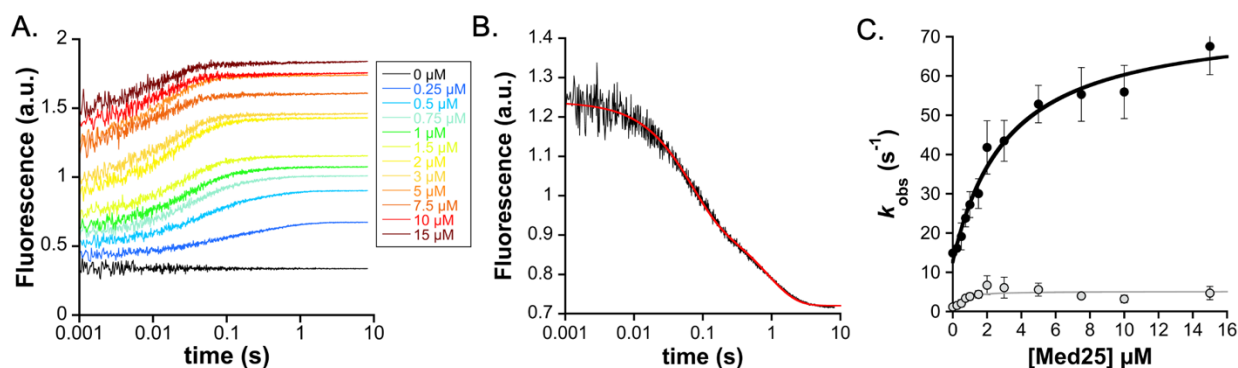 A.
Fluorescence (a.u.)
2
1.5
1
0.5
0
0.001
0.01
0.1
1
10
time (s)
0 µM
0.25 µM
0.5 µM
0.75 µM
1 µM
1.5 µM
2 µM
3 µM
5 µM
7.5 µM
10 µM
15 µM
B.
Fluorescence (a.u.)
1.4
1.3
1.2
1.1
1
0.9
0.8
0.7
0.001
0.01
0.1
1
10
time (s)
C.
kobs (s-1)
70
60
50
40
30
20
10
0
0
2
4
6
8
10
12
14
16
[Med25] µM